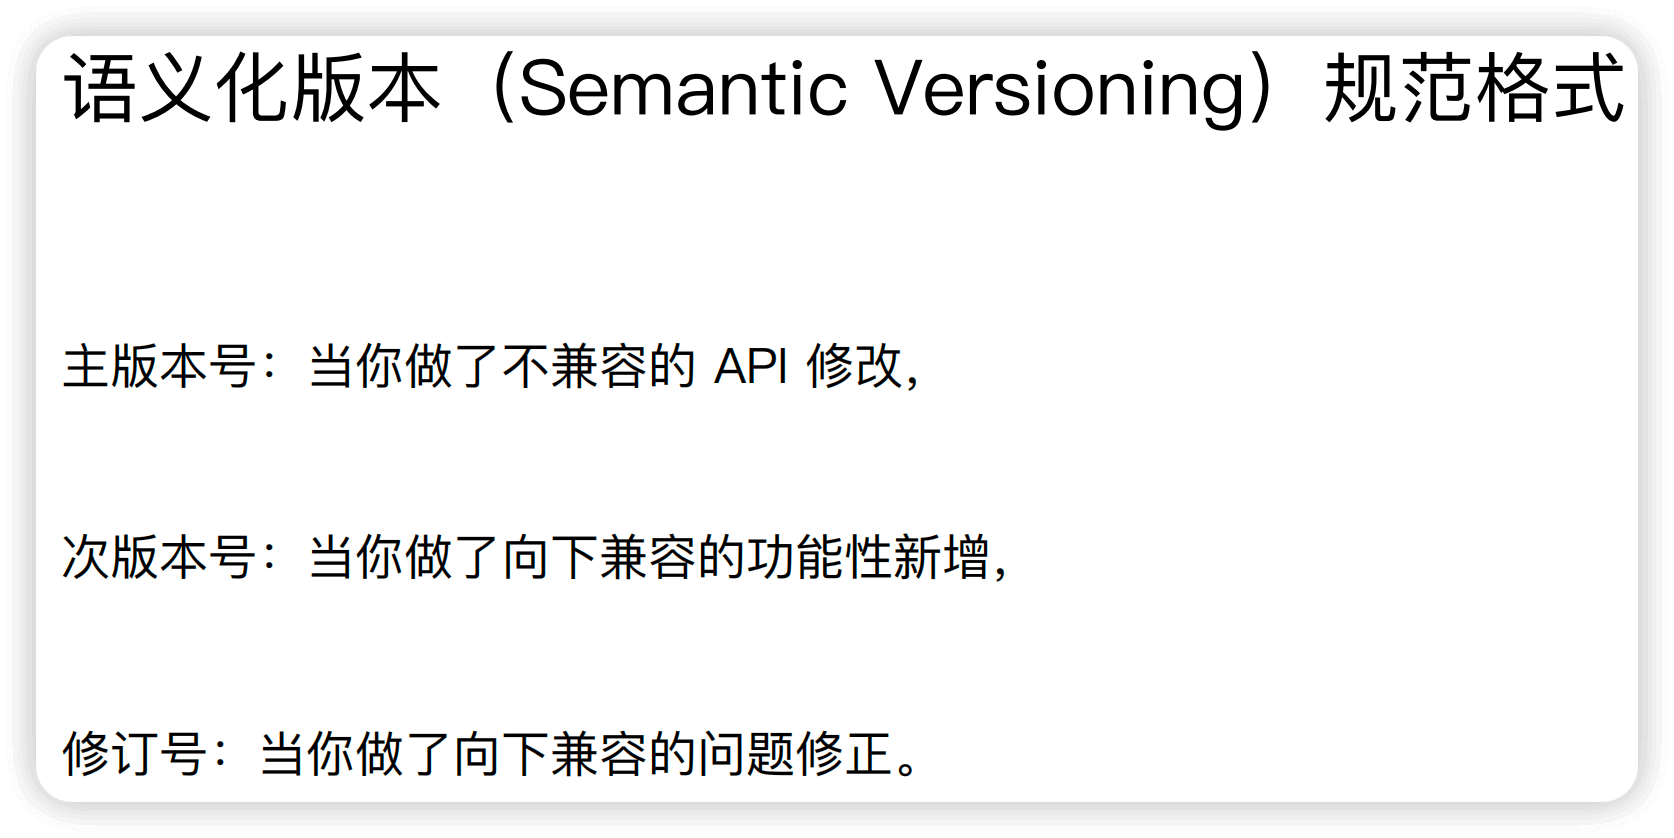 语义化版本（Semantic Versioning）规范格式
主版本号：当你做了不兼容的 API 修改，
次版本号：当你做了向下兼容的功能性新增，
修订号：当你做了向下兼容的问题修正。